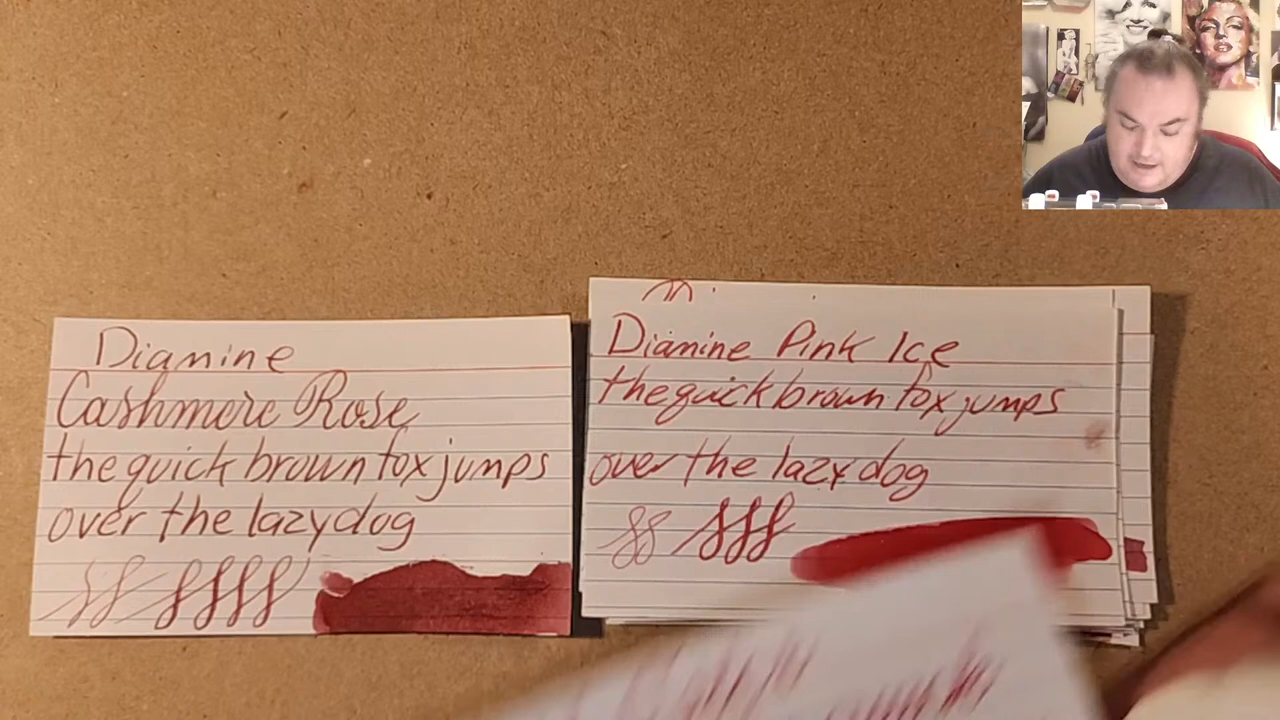 Diamine
Cashmere Rose
the quick brown fox jumps
over the lazy dog
Diamine Pink Ice
the quick brown fox jumps
over the lazy dog